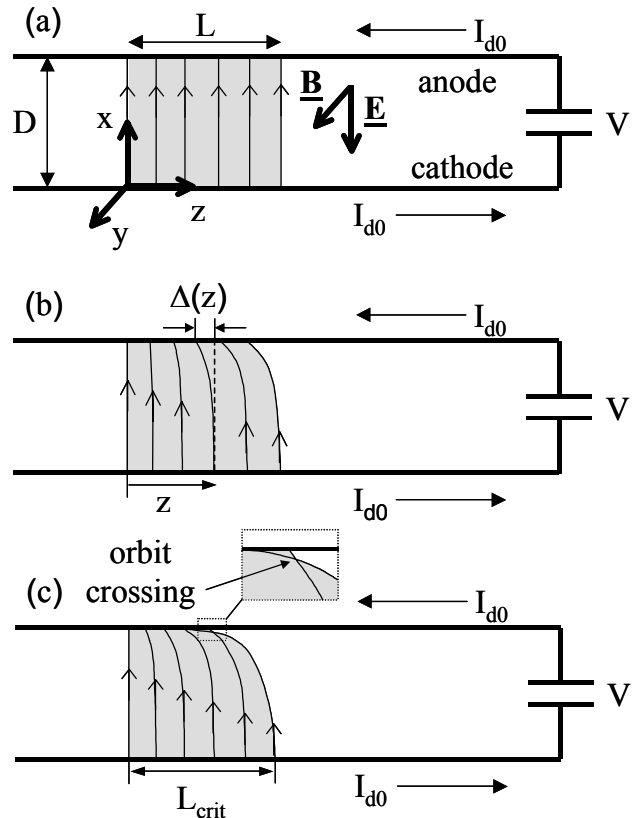 (a)
L
I_d0
anode
B
E
D
V
x
cathode
z
y
I_d0
(b)
Δ(z)
I_d0
V
z
I_d0
orbit
crossing
(c)
I_d0
V
L_crit
I_d0